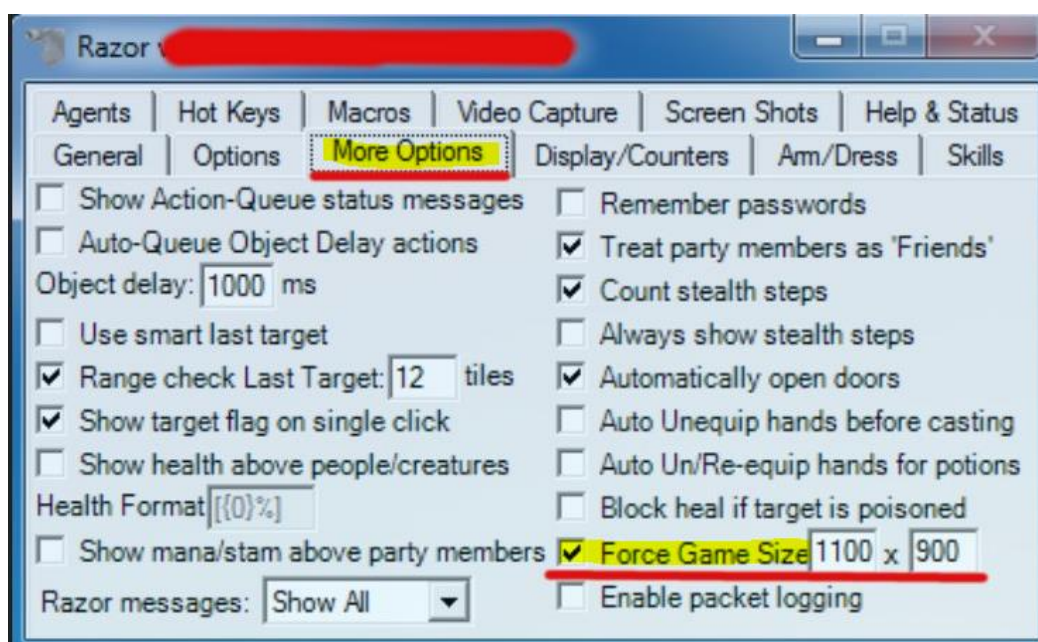 Razor
Agents Hot Keys Macros Video Capture Screen Shots Help & Status
General Options More Options Display/Counters Arm/Dress Skills
Show Action-Queue status messages
Auto-Queue Object Delay actions
Object delay: 1000 ms
Use smart last target
Range check Last Target: 12 tiles
Show target flag on single click
Show health above people/creatures
Health Format [{0}%]
Show mana/stam above party members
Razor messages: Show All
Remember passwords
Treat party members as 'Friends'
Count stealth steps
Always show stealth steps
Automatically open doors
Auto Unequip hands before casting
Auto Un/Re-equip hands for potions
Block heal if target is poisoned
Force Game Size 1100 x 900
Enable packet logging